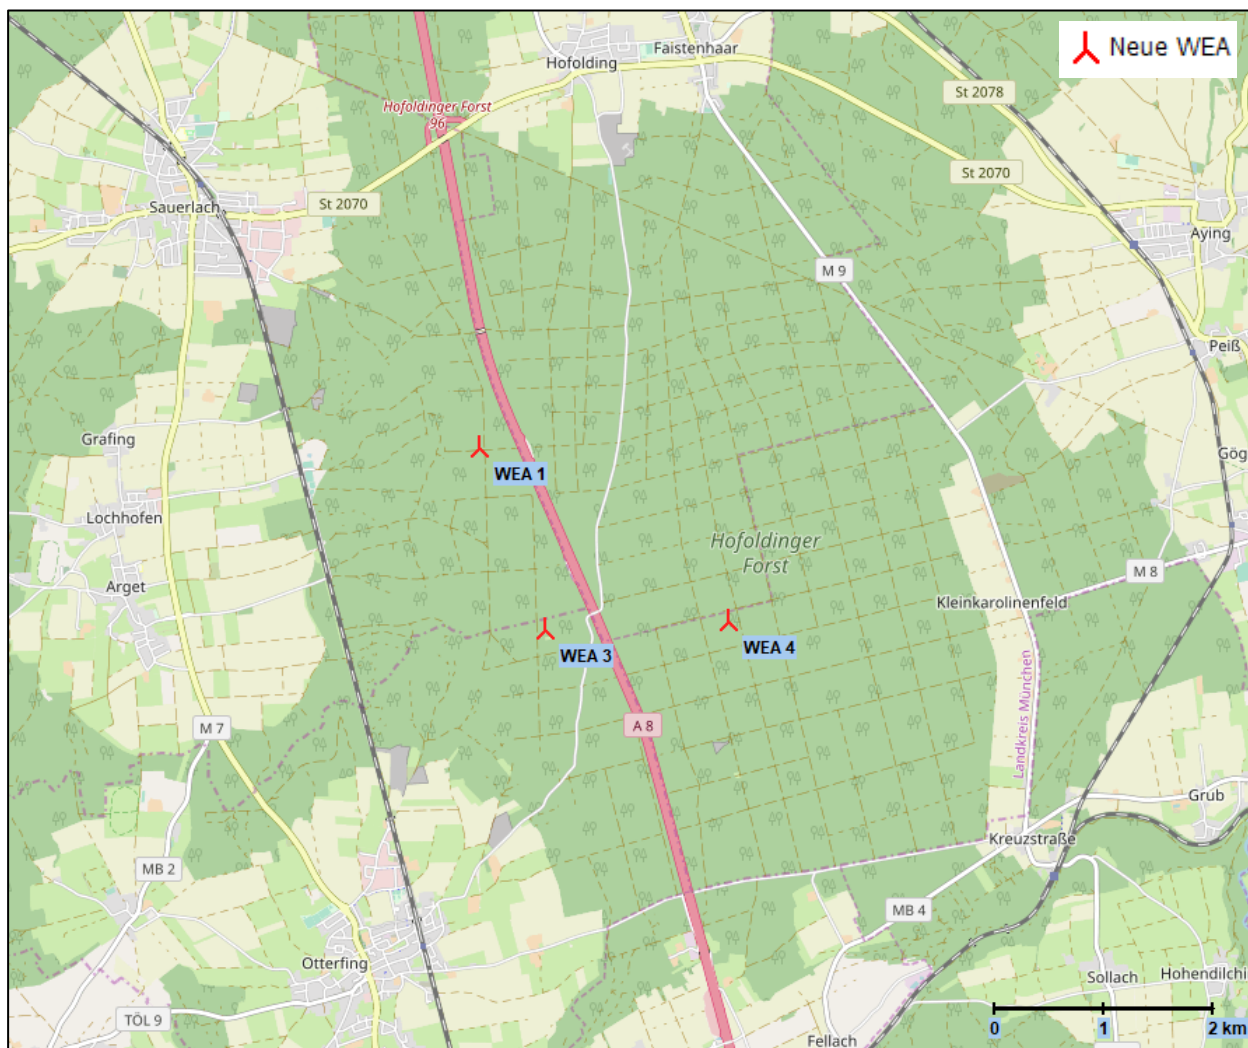 Neue WEA
Hofolding
Faistenhaar
St 2078
Hofoldinger Forst
96
St 2070
St 2070
Sauerlach
Aying
M 9
Peiß
Grafing
WEA 1
Gög
Lochhofen
Hofoldinger
Forst
M 8
Arget
Kleinkarolinenfeld
WEA 3
WEA 4
Landkreis München
M 7
A 8
Grub
Kreuzstraße
MB 2
MB 4
Otterfing
Sollach
Hohendilchi
TÖL 9
0
1
2 km
Fellach